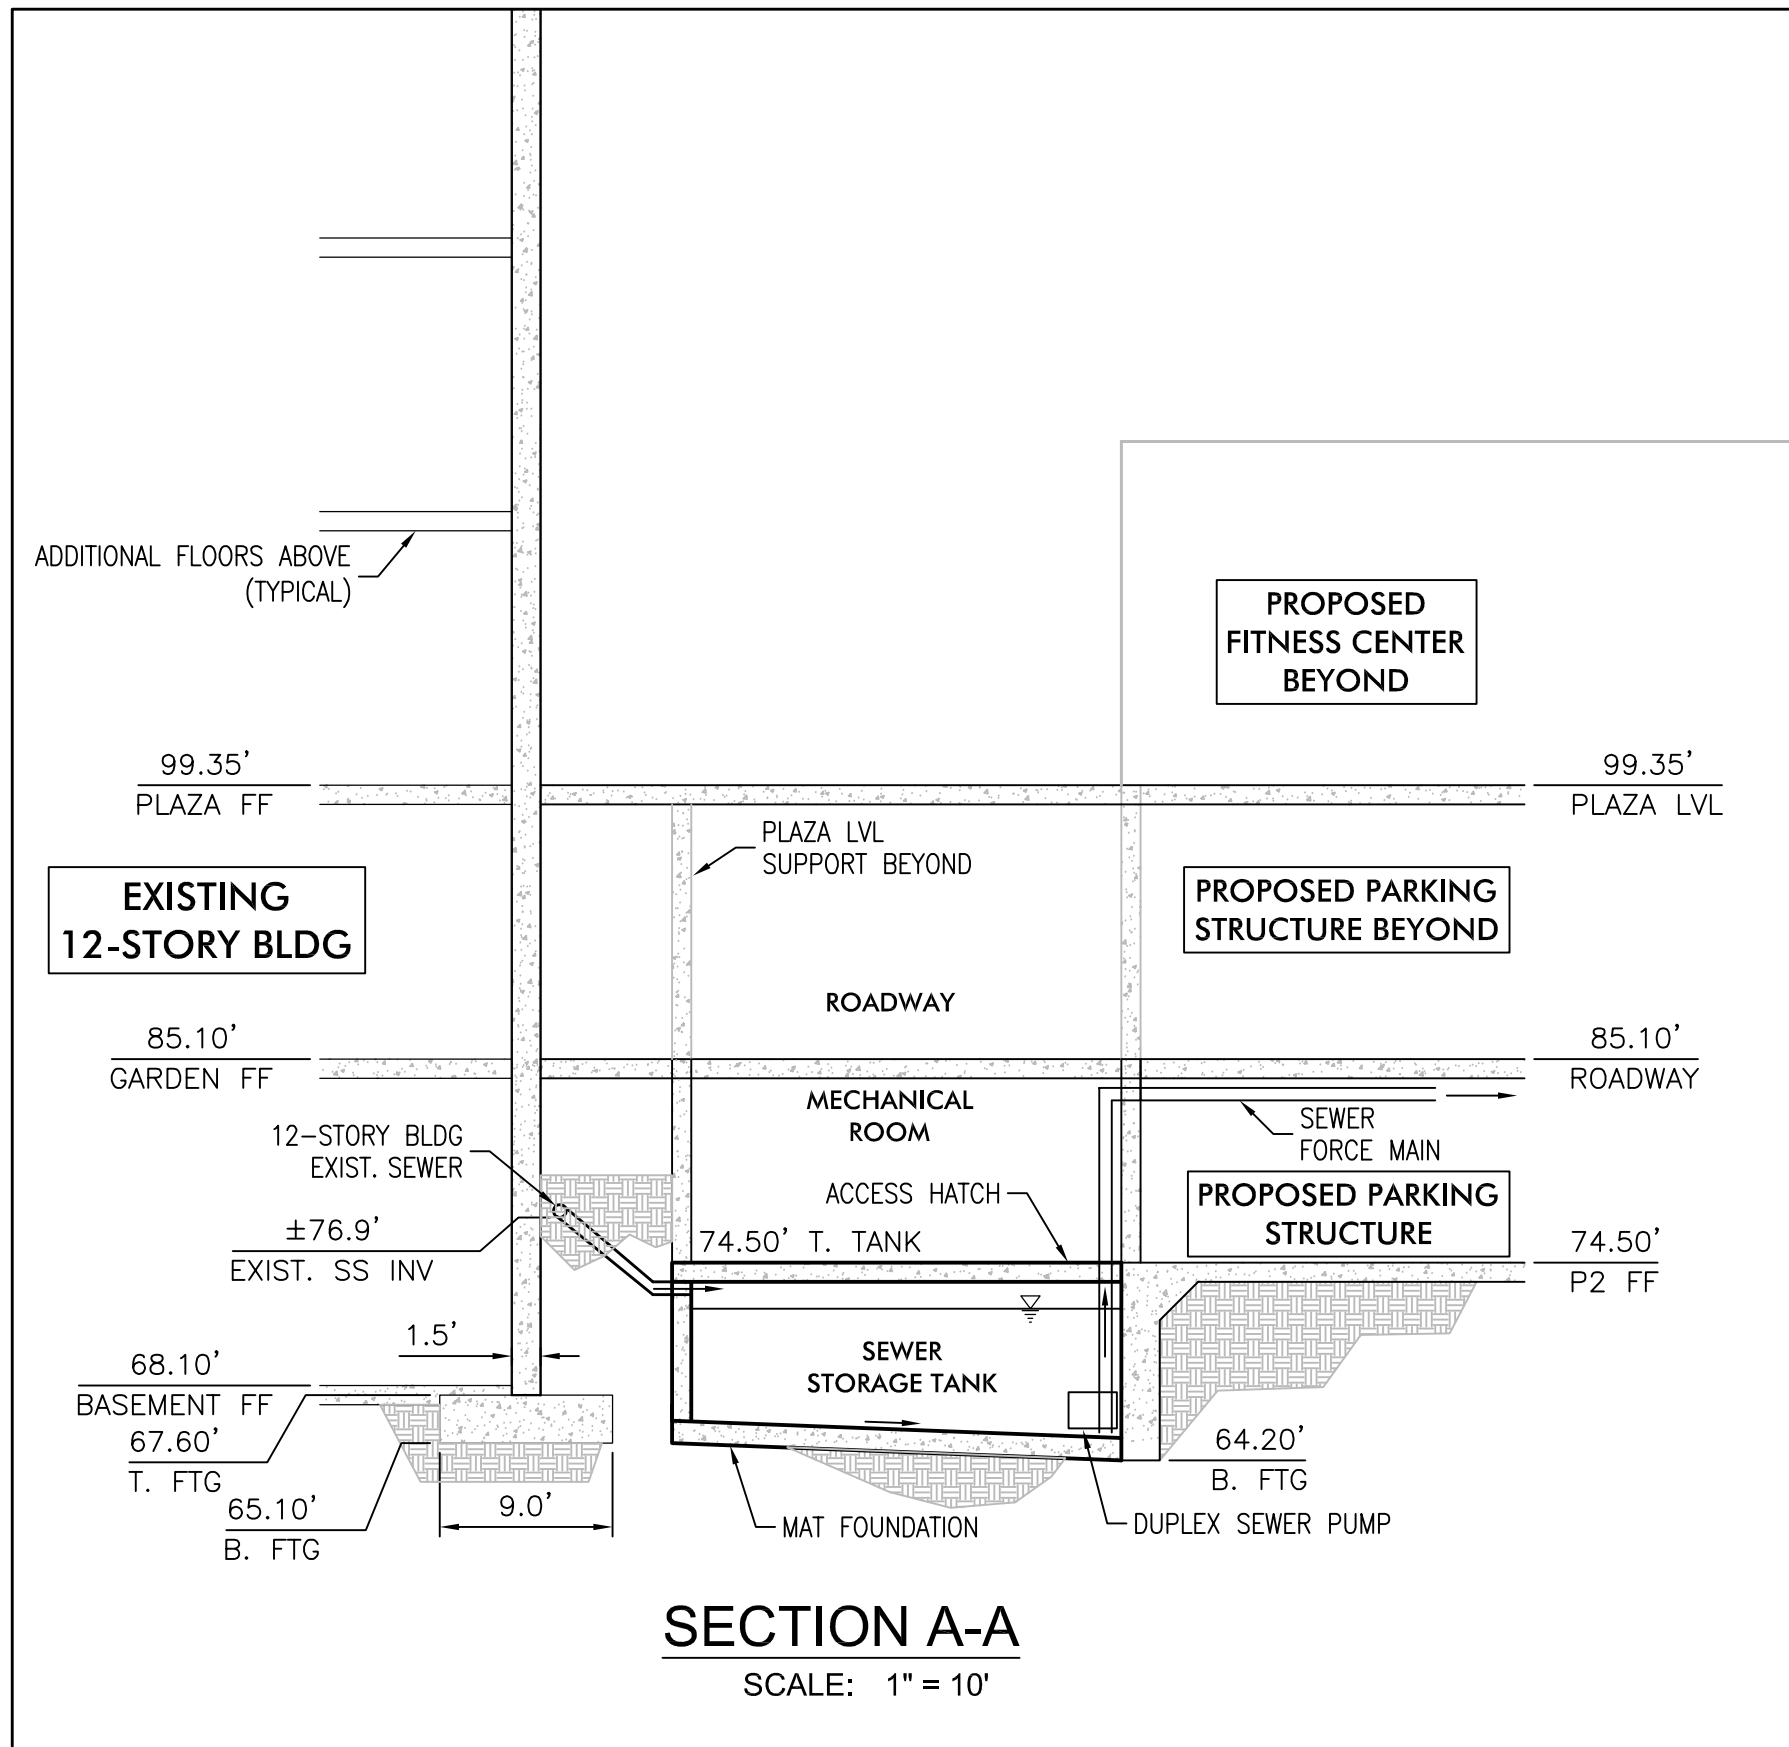 ADDITIONAL FLOORS ABOVE
(TYPICAL)
PROPOSED
FITNESS CENTER
BEYOND
99.35'
PLAZA FF
99.35'
PLAZA LVL
PLAZA LVL
SUPPORT BEYOND
EXISTING
12-STORY BLDG
PROPOSED PARKING
STRUCTURE BEYOND
ROADWAY
85.10'
GARDEN FF
85.10'
ROADWAY
MECHANICAL
ROOM
SEWER
FORCE MAIN
12-STORY BLDG
EXIST. SEWER
ACCESS HATCH
PROPOSED PARKING
STRUCTURE
±76.9'
EXIST. SS INV
74.50' T. TANK
74.50'
P2 FF
1.5'
SEWER
STORAGE TANK
68.10'
BASEMENT FF
67.60'
T. FTG
65.10'
B. FTG
9.0'
64.20'
B. FTG
MAT FOUNDATION
DUPLEX SEWER PUMP
SECTION A-A
SCALE: 1" = 10'